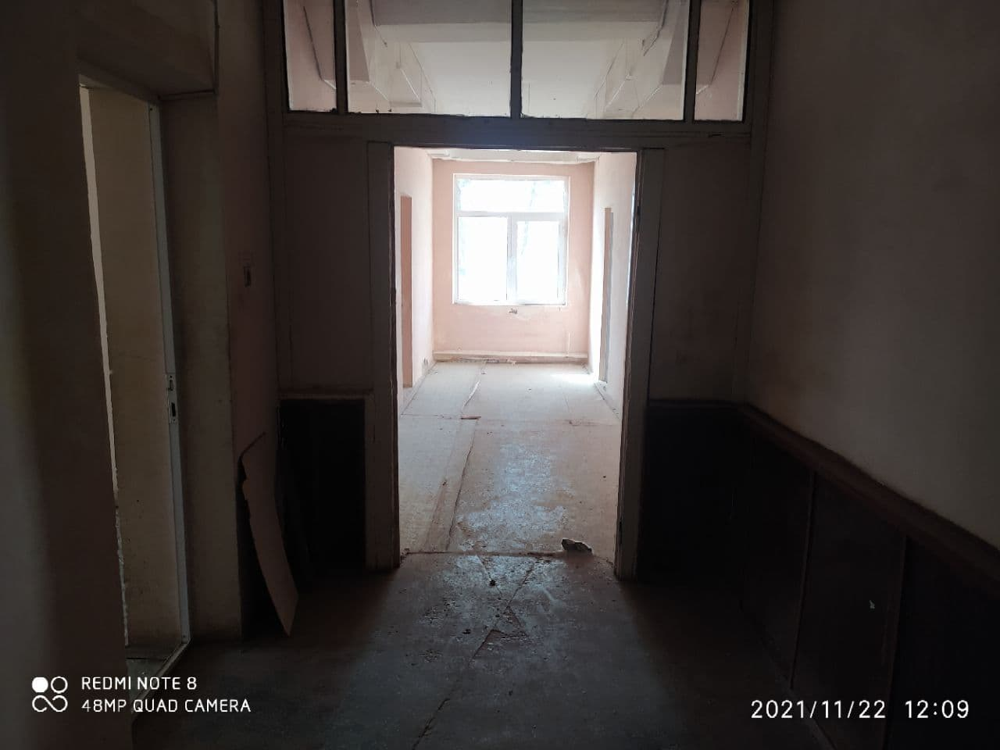 REDMI NOTE 8
48MP QUAD CAMERA
2021/11/22 12:09